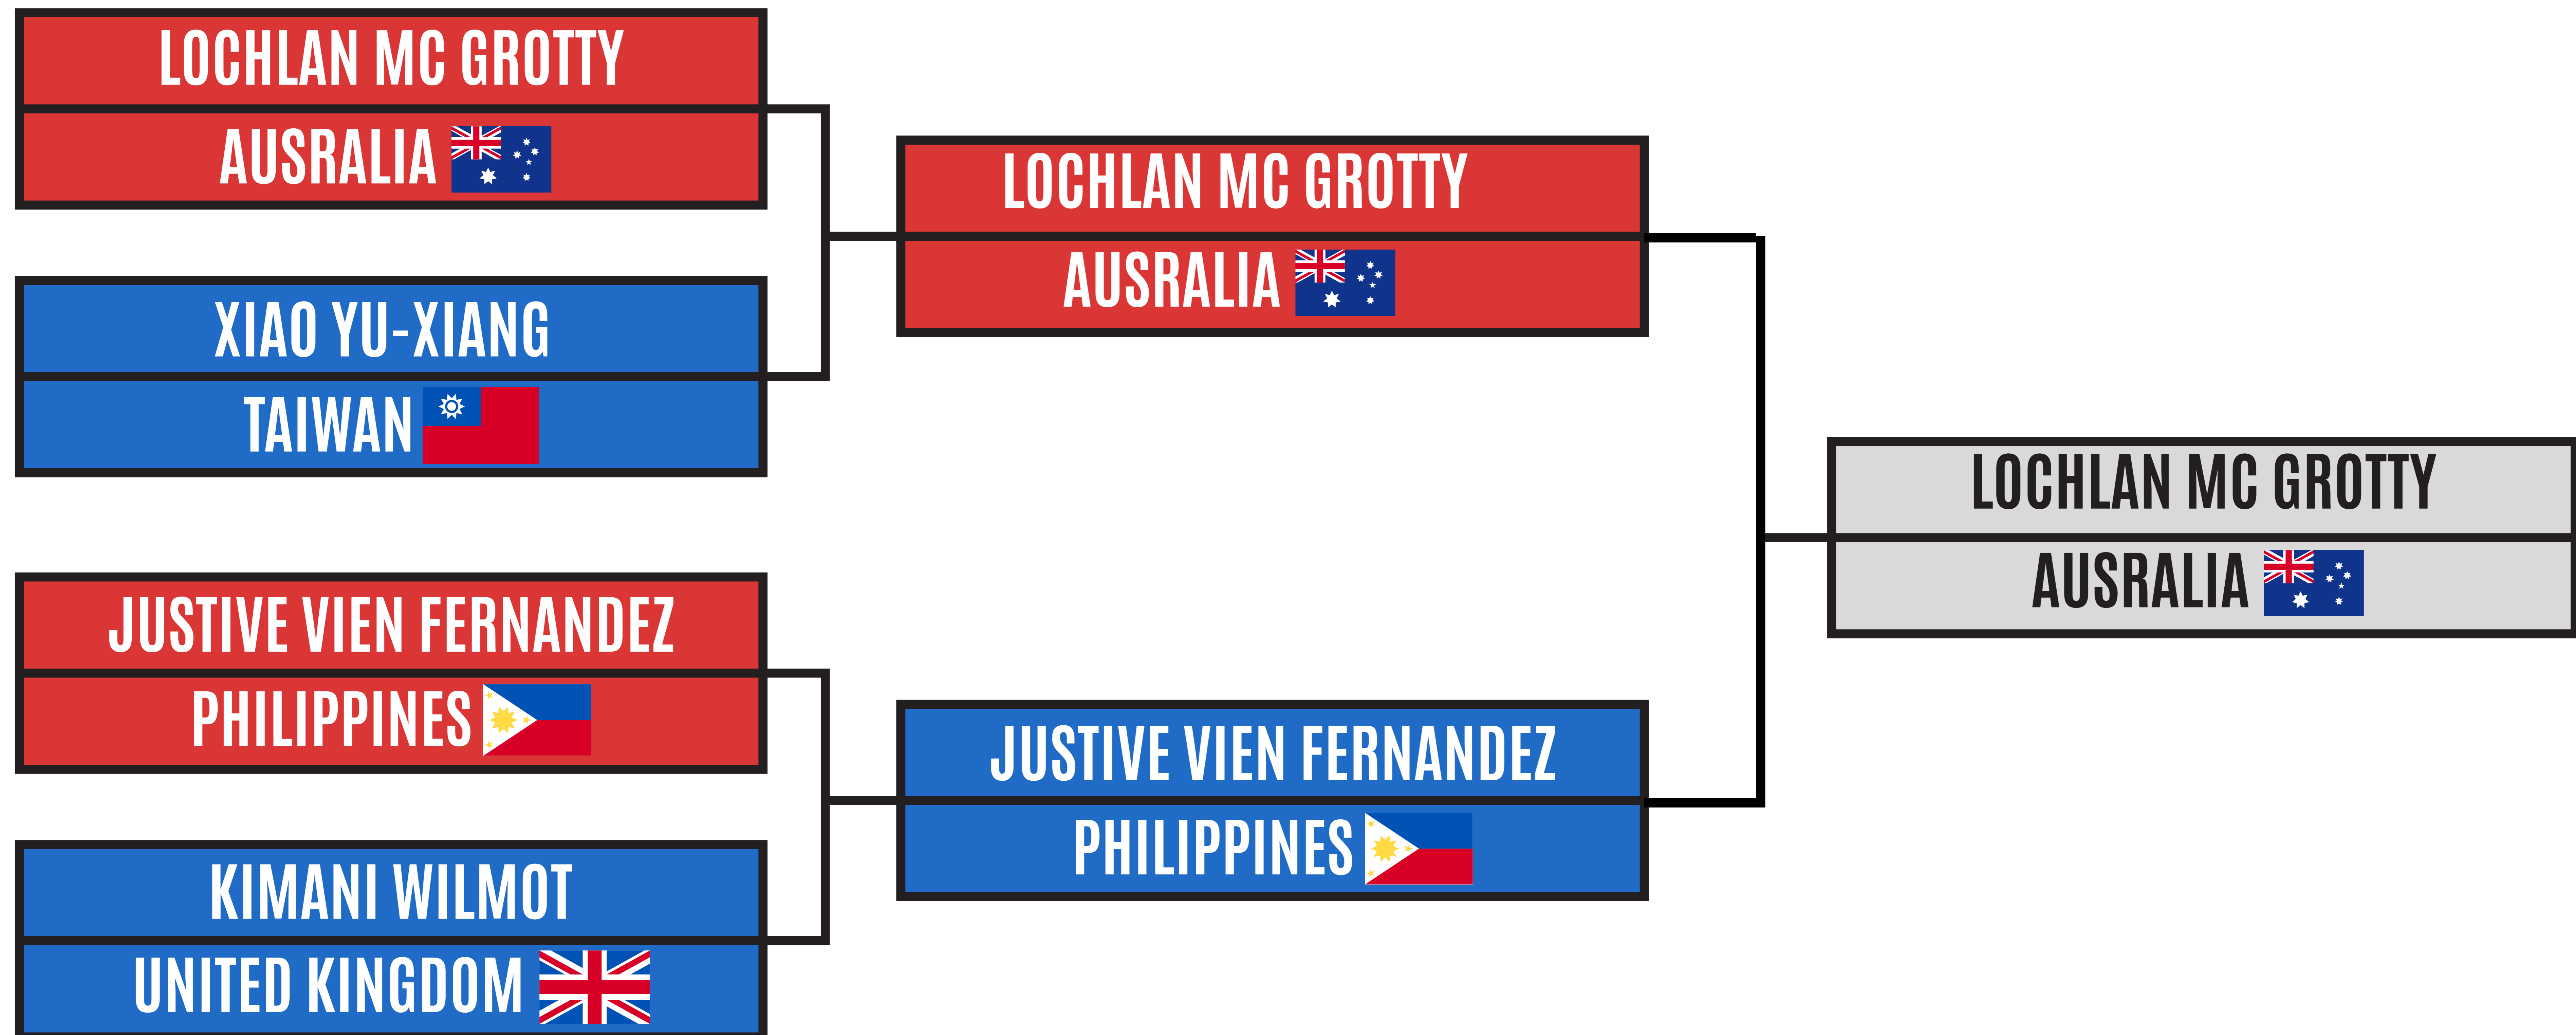 LOCHLAN MC GROTTY
AUSRALIA
XIAO YU-XIANG
TAIWAN
JUSTIVE VIEN FERNANDEZ
PHILIPPINES
KIMANI WILMOT
UNITED KINGDOM
LOCHLAN MC GROTTY
AUSRALIA
JUSTIVE VIEN FERNANDEZ
PHILIPPINES
LOCHLAN MC GROTTY
AUSRALIA